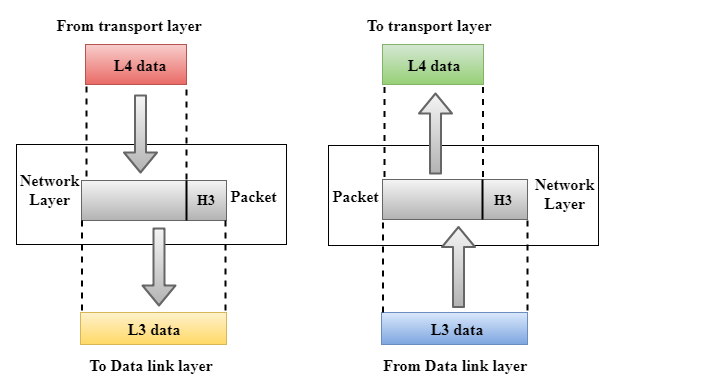 From transport layer
L4 data
Network
Layer
H3
Packet
L3 data
To Data link layer
To transport layer
L4 data
Packet
H3
Network
Layer
L3 data
From Data link layer